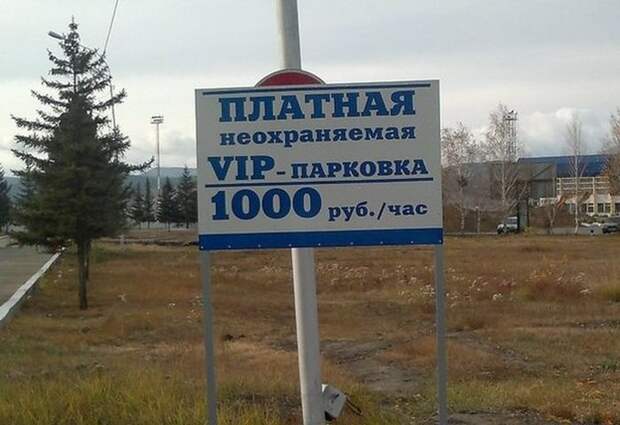 ПЛАТНАЯ
неохраняемая
VIP - ПАРКОВКА
1000 руб./час